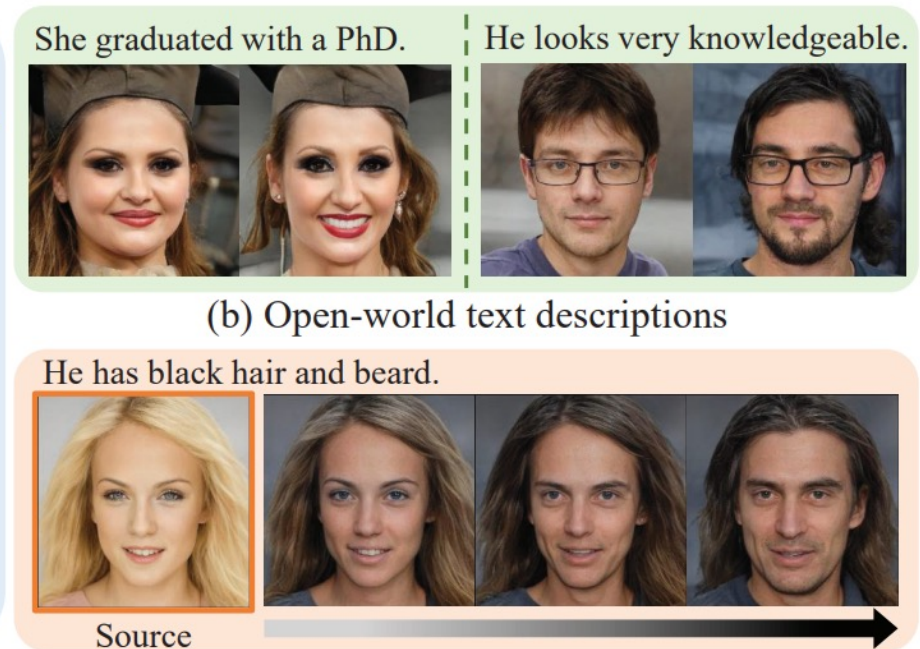 She graduated with a PhD.
He looks very knowledgeable.
(b) Open-world text descriptions
He has black hair and beard.
Source